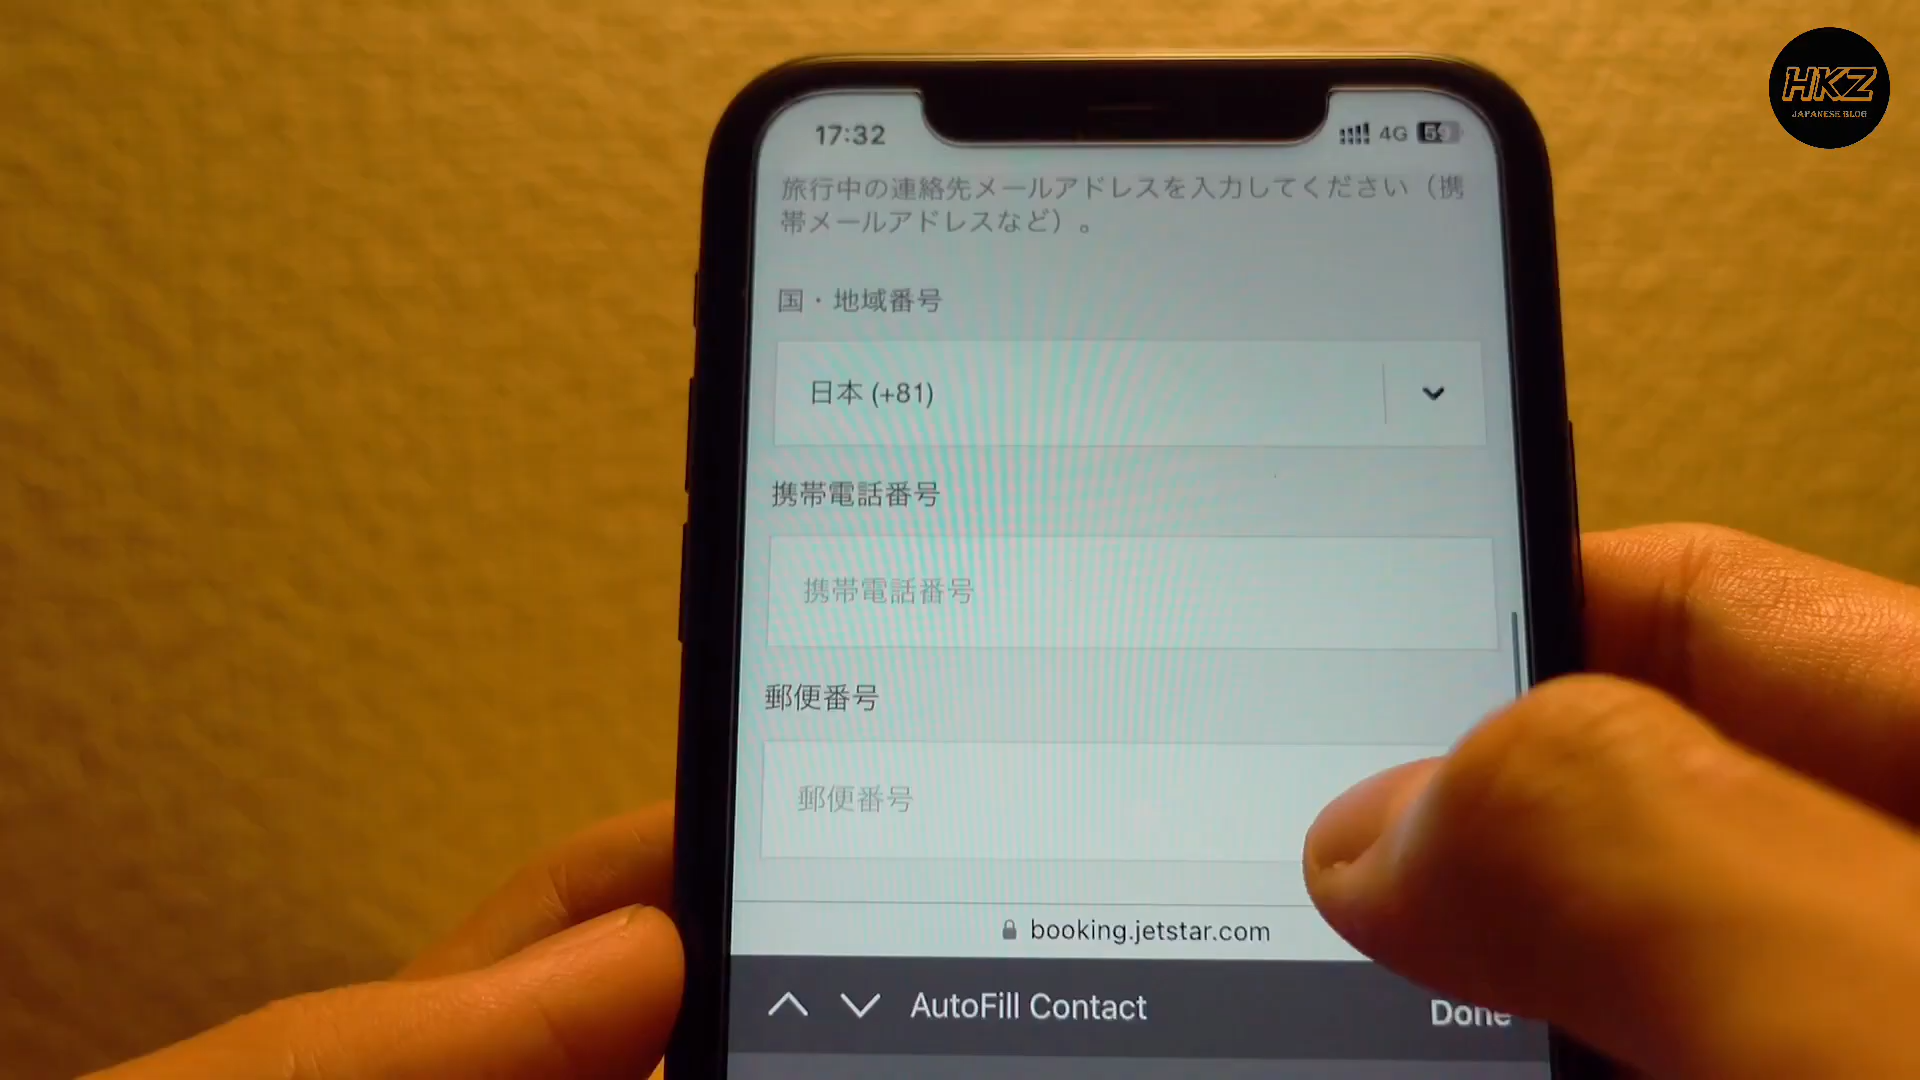 HKZ
JAPANESE BLOG
17:32
4G
59
旅行中の連絡先メールアドレスを入力してください（携
帯メールアドレスなど）。
国・地域番号
日本 (+81)
携帯電話番号
携帯電話番号
郵便番号
郵便番号
booking.jetstar.com
AutoFill Contact
Done